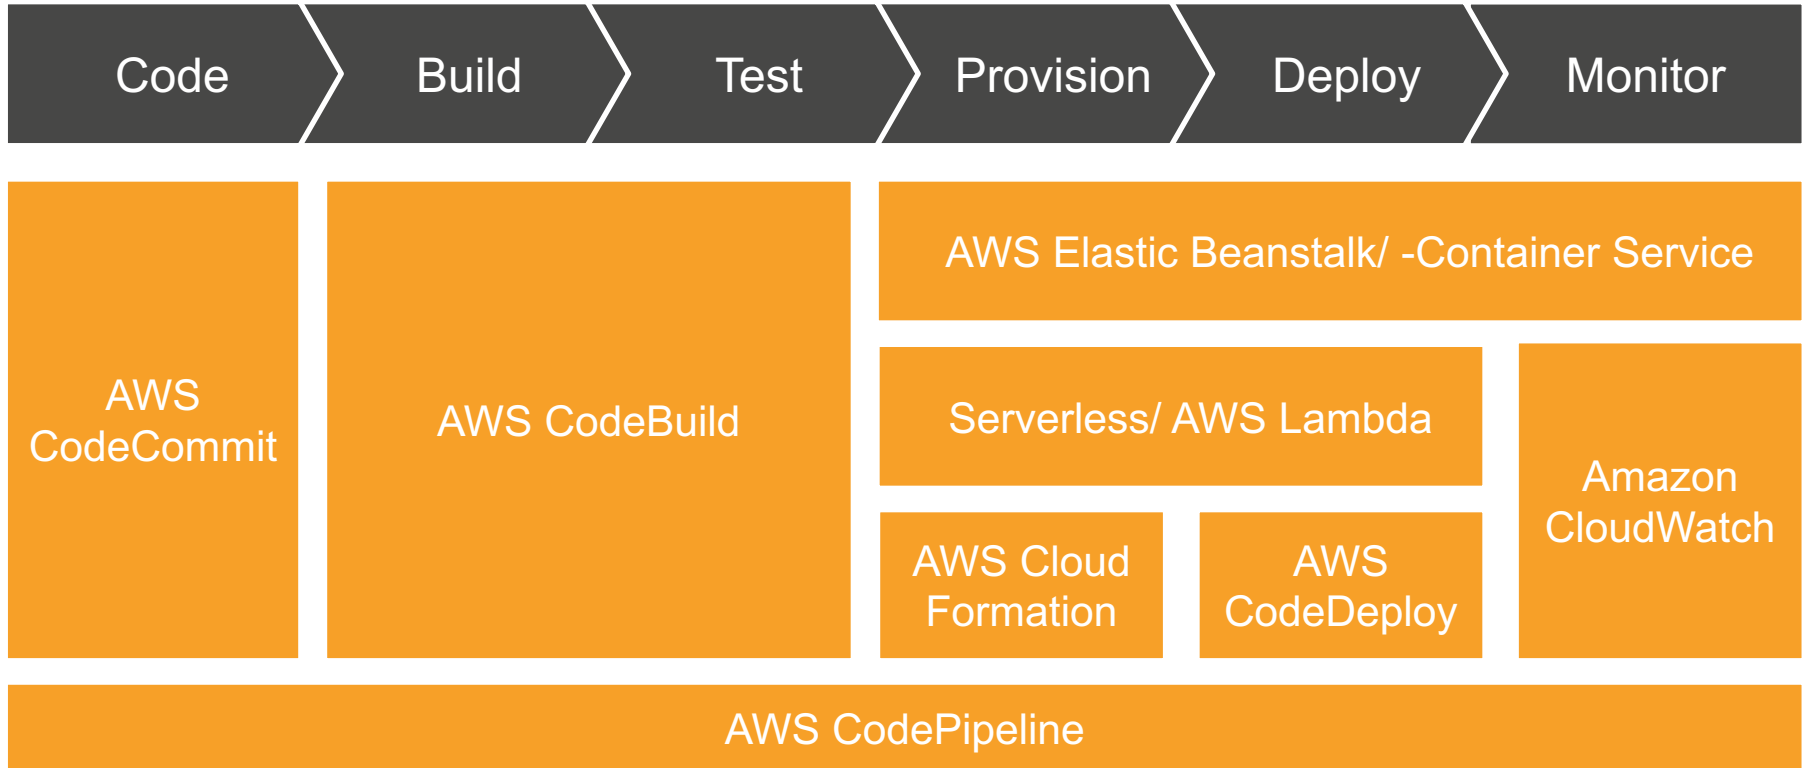 Code
Build
Test
Provision
Deploy
Monitor
AWS Elastic Beanstalk/ -Container Service
AWS
CodeCommit
AWS CodeBuild
Serverless/ AWS Lambda
Amazon
CloudWatch
AWS Cloud
Formation
AWS
CodeDeploy
AWS CodePipeline